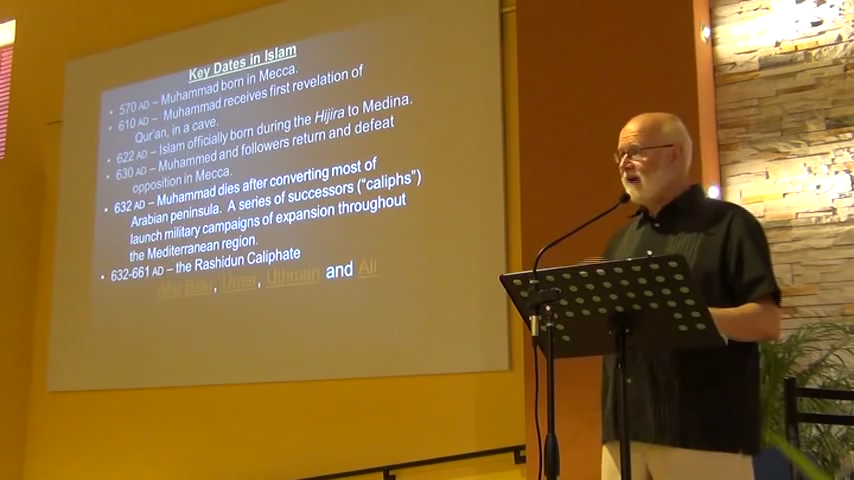 Key Dates in Islam
• 570 AD – Muhammad born in Mecca.
• 610 AD – Muhammad receives first revelation of
Qur'an, in a cave.
• 622 AD – Islam officially born during the Hijira to Medina.
• 630 AD – Muhammed and followers return and defeat
opposition in Mecca.
• 632 AD – Muhammad dies after converting most of
Arabian peninsula. A series of successors ("caliphs")
launch military campaigns of expansion throughout
the Mediterranean region.
• 632-661 AD – the Rashidun Caliphate
Abu Bakr, Umar, Uthman and Ali